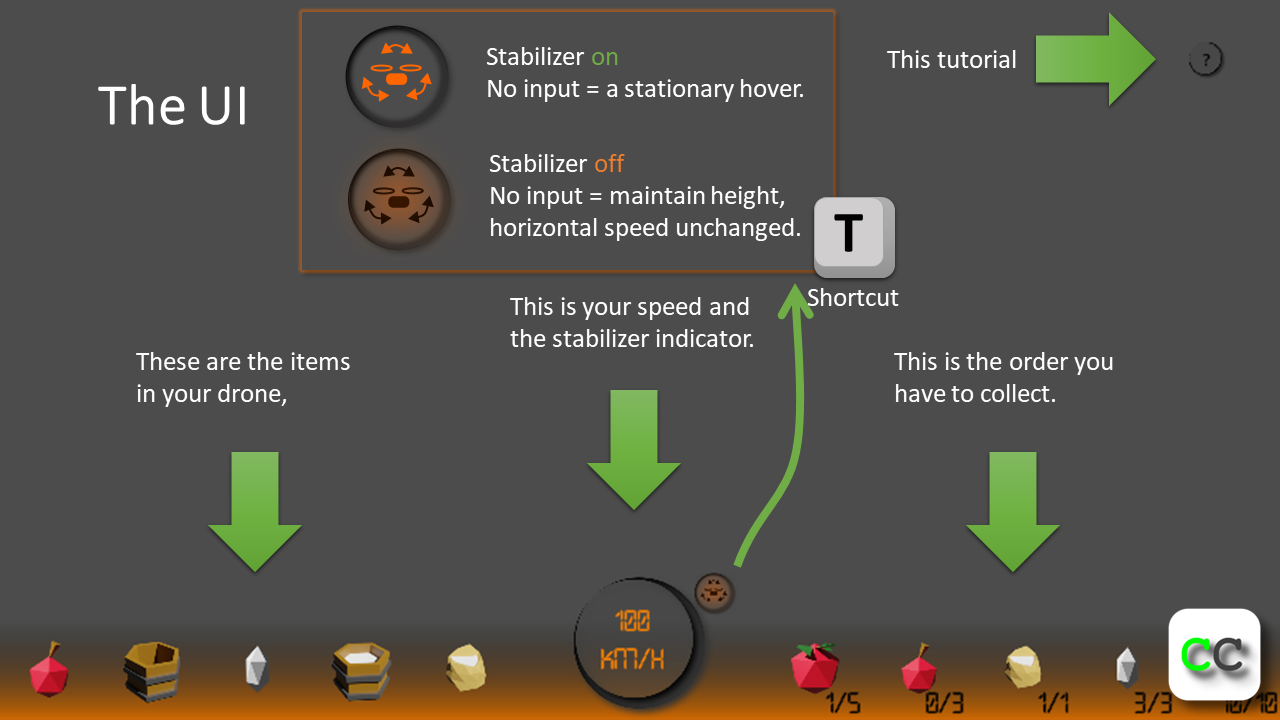 The UI
Stabilizer on
No input = a stationary hover.
Stabilizer off
No input = maintain height,
horizontal speed unchanged.
This tutorial
?
T
Shortcut
This is your speed and
the stabilizer indicator.
These are the items
in your drone,
This is the order you
have to collect.
100
KM/H
1/5
0/3
1/1
3/3
10/10
CC